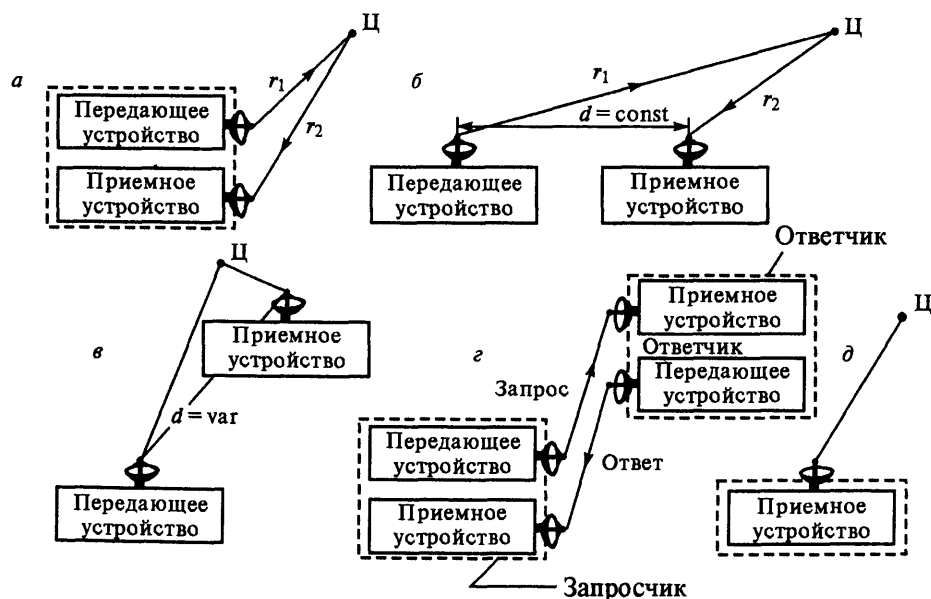 а
Ц
r1
r2
Передающее
устройство
Приемное
устройство
б
Ц
r1
r2
d = const
Передающее
устройство
Приемное
устройство
в
Ц
Приемное
устройство
d = var
Передающее
устройство
г
Ответчик
Приемное
устройство
Ответчик
Передающее
устройство
Запрос
Ответ
Передающее
устройство
Приемное
устройство
Запросчик
д
Ц
Приемное
устройство